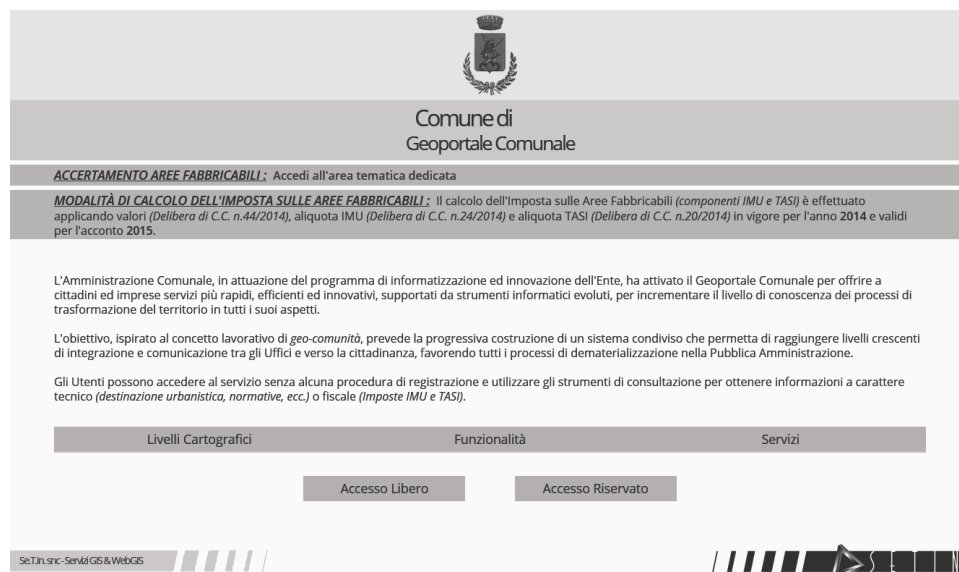 Comune di
Geoportale Comunale
ACCERTAMENTO AREE FABBRICABILI : Accedi all'area tematica dedicata
MODALITÀ DI CALCOLO DELL'IMPOSTA SULLE AREE FABBRICABILI : Il calcolo dell'Imposta sulle Aree Fabbricabili (componenti IMU e TASI) è effettuato
applicando valori (Delibera di C.C. n.44/2014), aliquota IMU (Delibera di C.C. n.24/2014) e aliquota TASI (Delibera di C.C. n.20/2014) in vigore per l'anno 2014 e validi
per l'acconto 2015.
L'Amministrazione Comunale, in attuazione del programma di informatizzazione ed innovazione dell'Ente, ha attivato il Geoportale Comunale per offrire a
cittadini ed imprese servizi più rapidi, efficienti ed innovativi, supportati da strumenti informatici evoluti, per incrementare il livello di conoscenza dei processi di
trasformazione del territorio in tutti i suoi aspetti.
L'obiettivo, ispirato al concetto lavorativo di geo-comunità, prevede la progressiva costruzione di un sistema condiviso che permetta di raggiungere livelli crescenti
di integrazione e comunicazione tra gli Uffici e verso la cittadinanza, favorendo tutti i processi di dematerializzazione nella Pubblica Amministrazione.
Gli Utenti possono accedere al servizio senza alcuna procedura di registrazione e utilizzare gli strumenti di consultazione per ottenere informazioni a carattere
tecnico (destinazione urbanistica, normative, ecc.) o fiscale (Imposte IMU e TASI).
Livelli Cartografici Funzionalità Servizi
Accesso Libero Accesso Riservato
Se.T.In. snc - Servizi GIS & WebGIS